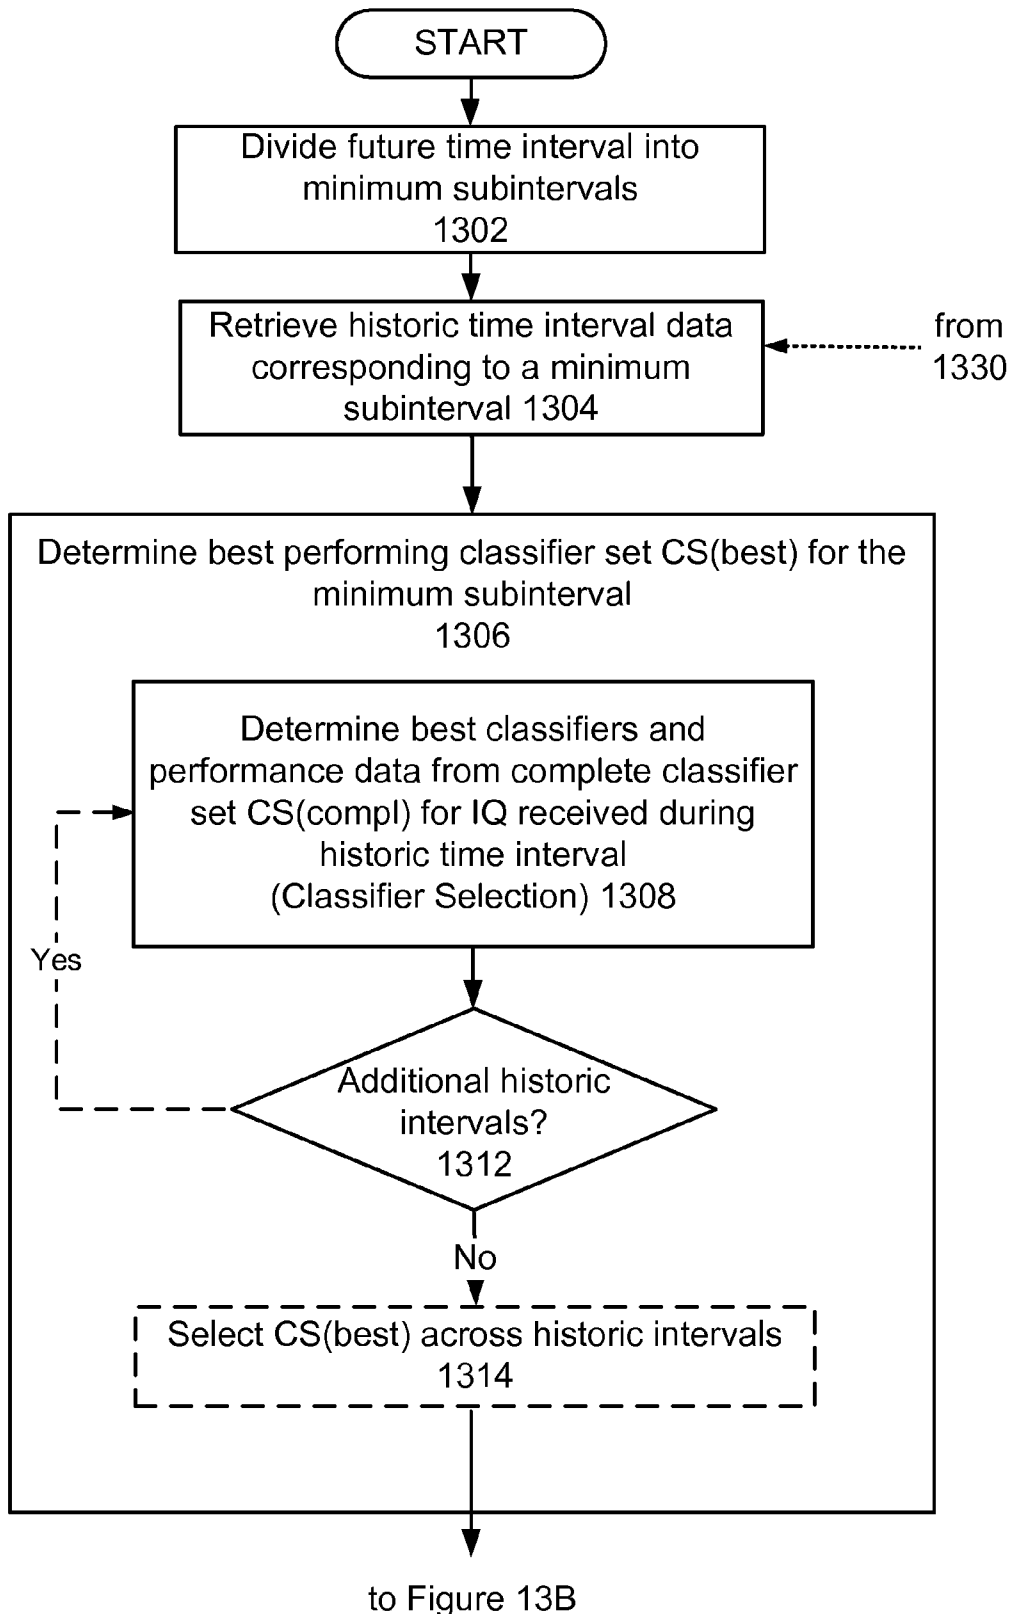 START
Divide future time interval into
minimum subintervals
1302
Retrieve historic time interval data
corresponding to a minimum
subinterval 1304
from
1330
Determine best performing classifier set CS(best) for the
minimum subinterval
1306
Determine best classifiers and
performance data from complete classifier
set CS(compl) for IQ received during
historic time interval
(Classifier Selection) 1308
Yes
Additional historic
intervals?
1312
No
Select CS(best) across historic intervals
1314
to Figure 13B